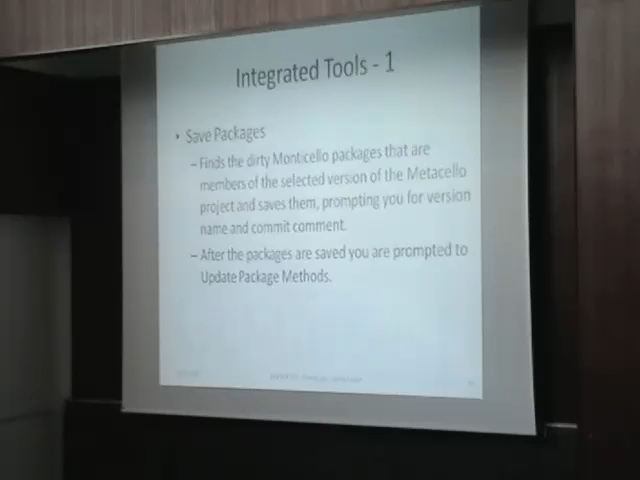 Integrated Tools - 1
• Save Packages
– Finds the dirty Monticello packages that are
members of the selected version of the Metacello
project and saves them, prompting you for version
name and commit comment.
– After the packages are saved you are prompted to
Update Package Methods.